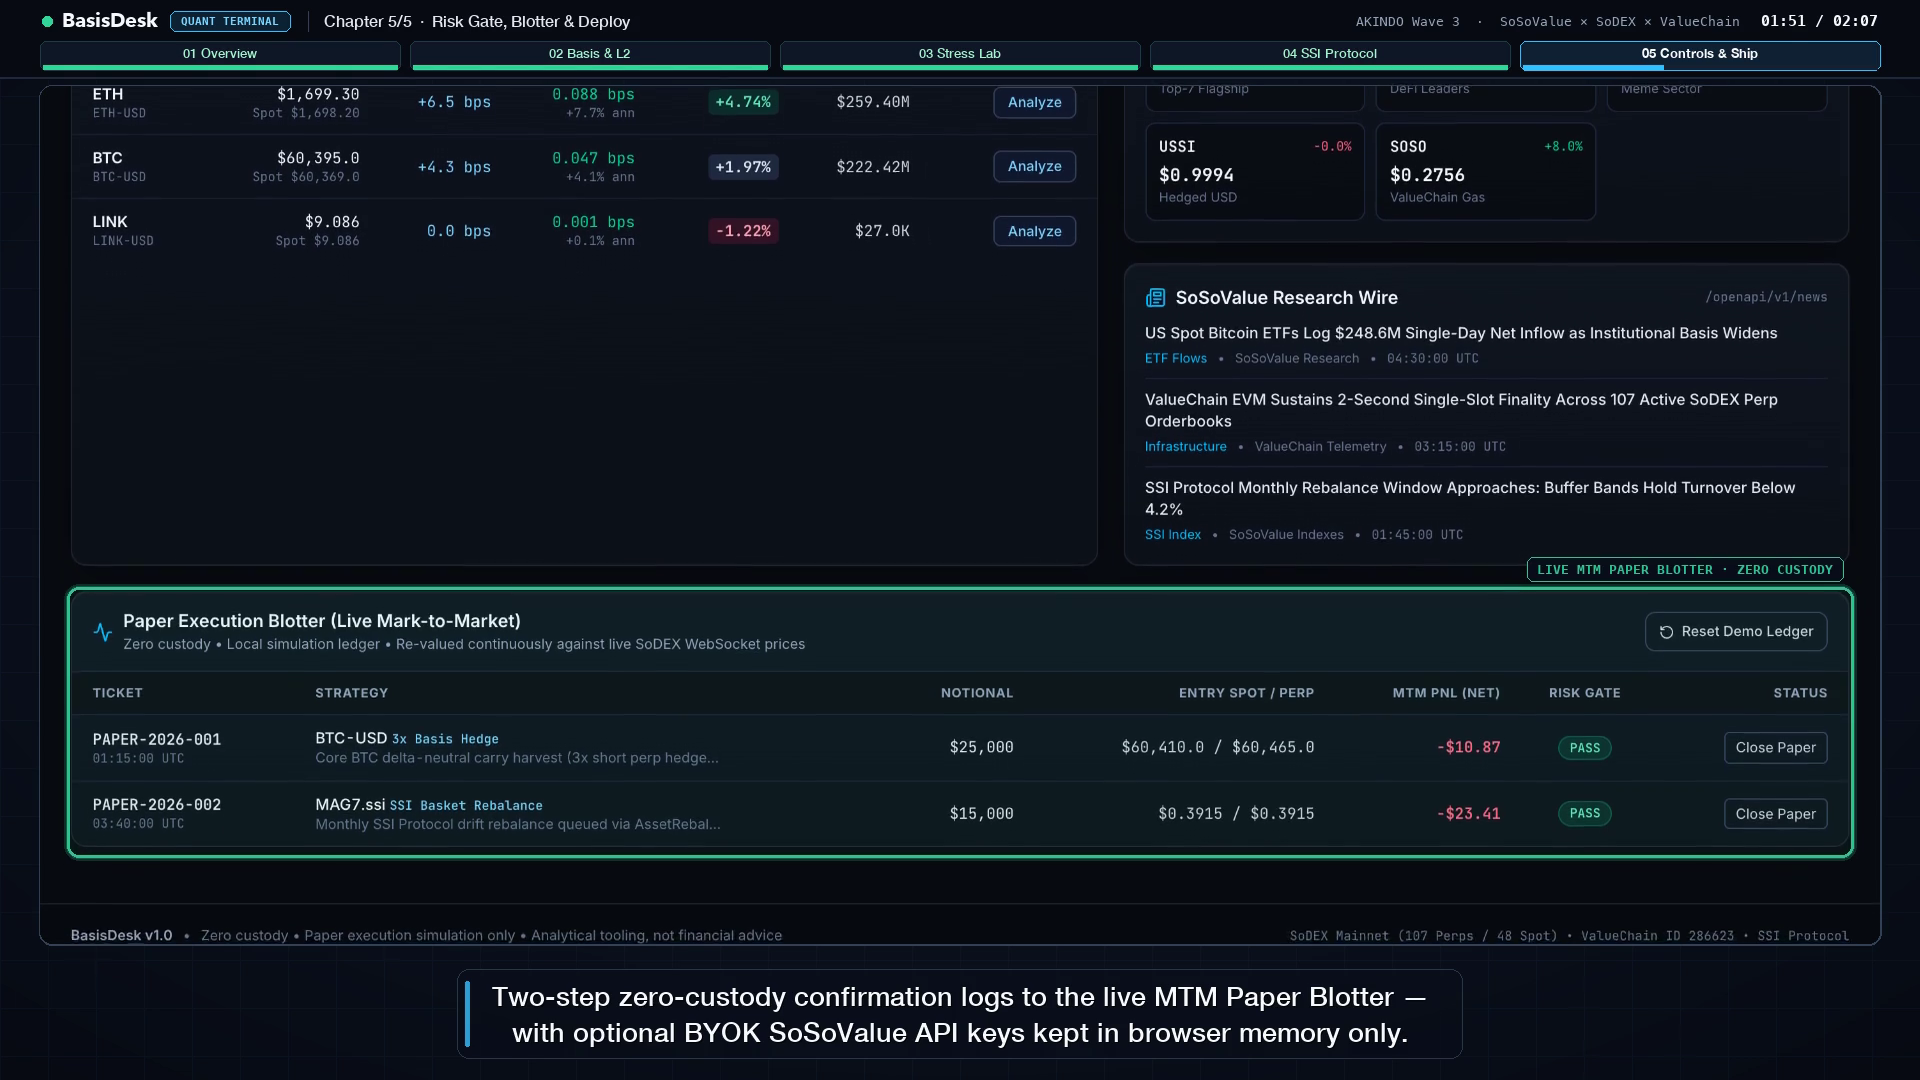 BasisDesk QUANT TERMINAL Chapter 5/5 · Risk Gate, Blotter & Deploy AKINDO Wave 3 · SoSoValue × SoDEX × ValueChain 01:51 / 02:07
01 Overview 02 Basis & L2 03 Stress Lab 04 SSI Protocol 05 Controls & Ship
ETH $1,699.30 +6.5 bps 0.088 bps +4.74% $259.40M Analyze
ETH-USD Spot $1,698.20 +7.7% ann
BTC $60,395.0 +4.3 bps 0.047 bps +1.97% $222.42M Analyze
BTC-USD Spot $60,369.0 +4.1% ann
LINK $9.086 0.0 bps 0.001 bps -1.22% $27.0K Analyze
LINK-USD Spot $9.086 +0.1% ann
Top-7 Flagship DeFi Leaders Meme Sector
USSI -0.0% SOSO +8.0%
$0.9994 $0.2756
Hedged USD ValueChain Gas
SoSoValue Research Wire /openapi/v1/news
US Spot Bitcoin ETFs Log $248.6M Single-Day Net Inflow as Institutional Basis Widens
ETF Flows • SoSoValue Research • 04:30:00 UTC
ValueChain EVM Sustains 2-Second Single-Slot Finality Across 107 Active SoDEX Perp
Orderbooks
Infrastructure • ValueChain Telemetry • 03:15:00 UTC
SSI Protocol Monthly Rebalance Window Approaches: Buffer Bands Hold Turnover Below
4.2%
SSI Index • SoSoValue Indexes • 01:45:00 UTC
LIVE MTM PAPER BLOTTER · ZERO CUSTODY
Paper Execution Blotter (Live Mark-to-Market) Reset Demo Ledger
Zero custody • Local simulation ledger • Re-valued continuously against live SoDEX WebSocket prices
TICKET STRATEGY NOTIONAL ENTRY SPOT / PERP MTM PNL (NET) RISK GATE STATUS
PAPER-2026-001 BTC-USD 3x Basis Hedge $25,000 $60,410.0 / $60,465.0 -$10.87 PASS Close Paper
01:15:00 UTC Core BTC delta-neutral carry harvest (3x short perp hedge...
PAPER-2026-002 MAG7.ssi SSI Basket Rebalance $15,000 $0.3915 / $0.3915 -$23.41 PASS Close Paper
03:40:00 UTC Monthly SSI Protocol drift rebalance queued via AssetRebal...
BasisDesk v1.0 • Zero custody • Paper execution simulation only • Analytical tooling, not financial advice SoDEX Mainnet (107 Perps / 48 Spot) • ValueChain ID 286623 • SSI Protocol
Two-step zero-custody confirmation logs to the live MTM Paper Blotter —
with optional BYOK SoSoValue API keys kept in browser memory only.